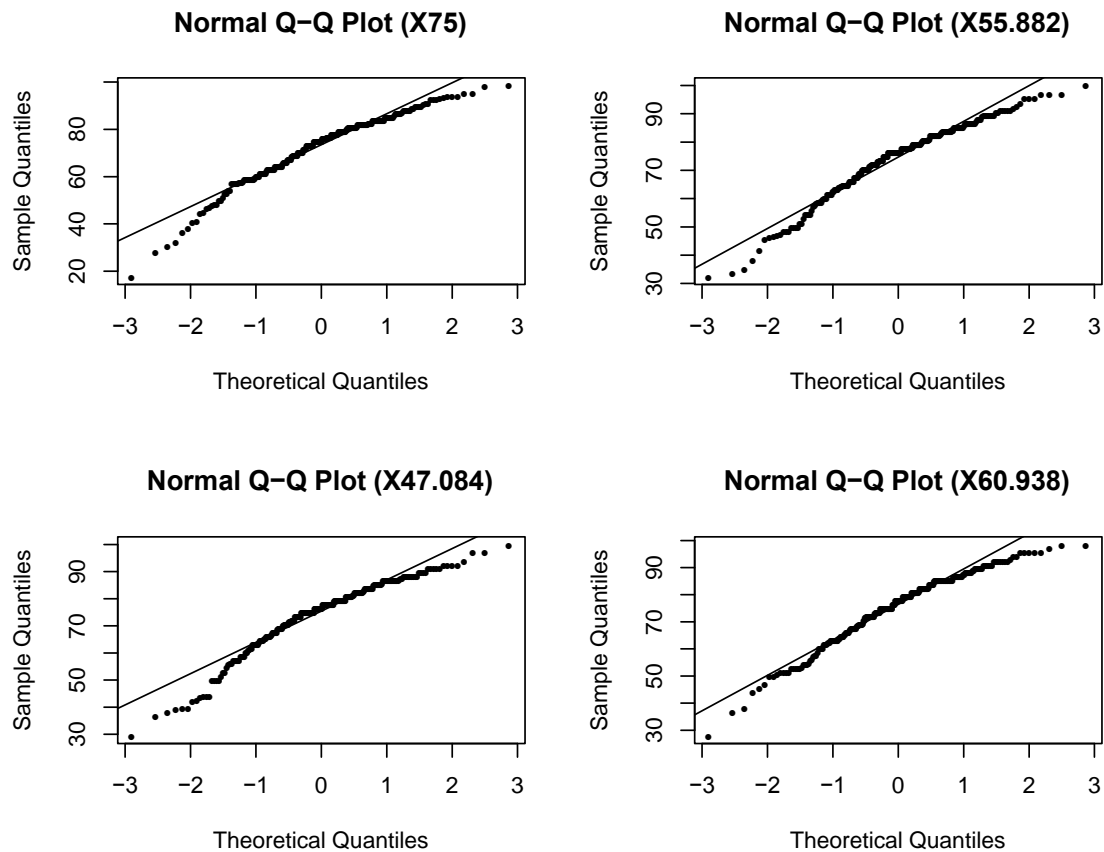 Normal Q−Q Plot (X75)
Sample Quantiles
20 40 60 80
−3 −2 −1 0 1 2 3
Theoretical Quantiles
Normal Q−Q Plot (X55.882)
Sample Quantiles
30 50 70 90
−3 −2 −1 0 1 2 3
Theoretical Quantiles
Normal Q−Q Plot (X47.084)
Sample Quantiles
30 50 70 90
−3 −2 −1 0 1 2 3
Theoretical Quantiles
Normal Q−Q Plot (X60.938)
Sample Quantiles
30 50 70 90
−3 −2 −1 0 1 2 3
Theoretical Quantiles